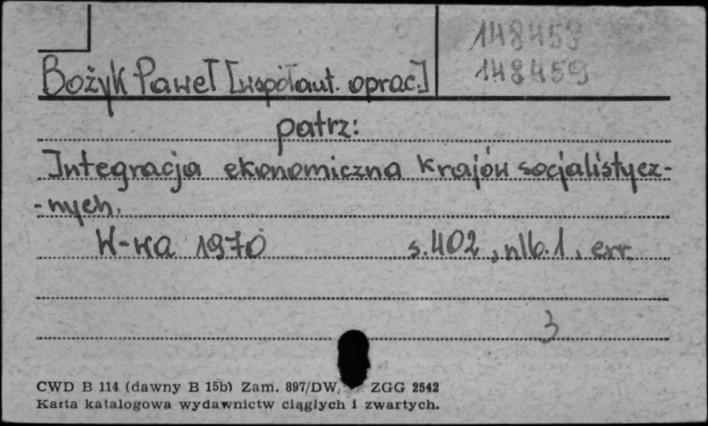 148458
148459
Bożyk Paweł [współaut. oprac.]
patrz:
Integracja ekonomiczna krajów socjalistycz-
-nych.
W-wa 1970 s. 402, nlb. 1, err.
3
CWD B 114 (dawny B 15b) Zam. 897/DW, ZGG 2542
Karta katalogowa wydawnictw ciągłych i zwartych.